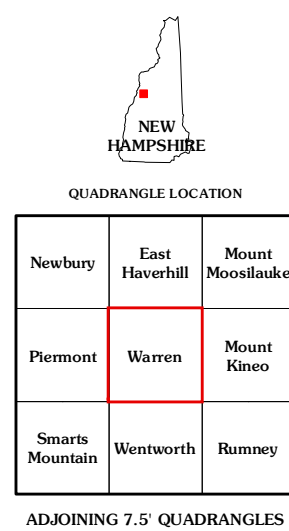 NEW
HAMPSHIRE
QUADRANGLE LOCATION
Newbury
East
Haverhill
Mount
Moosilauke
Piermont
Warren
Mount
Kineo
Smarts
Mountain
Wentworth
Rumney
ADJOINING 7.5' QUADRANGLES